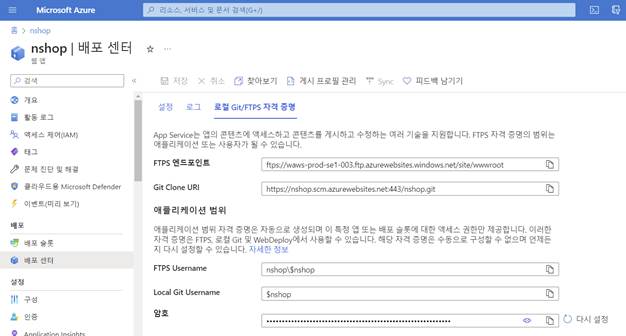 Microsoft Azure
리소스, 서비스 및 문서 검색(G+/)
홈 > nshop
nshop | 배포 센터
웹 앱
검색
저장 취소 찾아보기 게시 프로필 관리 Sync 피드백 남기기
개요
활동 로그
액세스 제어(IAM)
태그
문제 진단 및 해결
클라우드용 Microsoft Defender
이벤트(미리 보기)
배포
배포 슬롯
배포 센터
설정
구성
인증
Application Insights
설정 로그 로컬 Git/FTPS 자격 증명
App Service는 앱의 콘텐츠에 액세스하고 콘텐츠를 게시하고 수정하는 여러 기술을 지원합니다. FTPS 자격 증명의 범위는
애플리케이션 또는 사용자가 될 수 있습니다.
FTPS 엔드포인트
ftps://waws-prod-se1-003.ftp.azurewebsites.windows.net/site/wwwroot
Git Clone URI
https://nshop.scm.azurewebsites.net:443/nshop.git
애플리케이션 범위
애플리케이션 범위 자격 증명은 자동으로 생성되며 이 특정 앱 또는 배포 슬롯에 대한 액세스 권한만 제공합니다. 이러한
자격 증명은 FTPS, 로컬 Git 및 WebDeploy에서 사용할 수 있습니다. 해당 자격 증명은 수동으로 구성할 수 없으며 언제든
지 다시 설정할 수 있습니다. 자세한 정보
FTPS Username
nshop\$nshop
Local Git Username
$nshop
암호
다시 설정